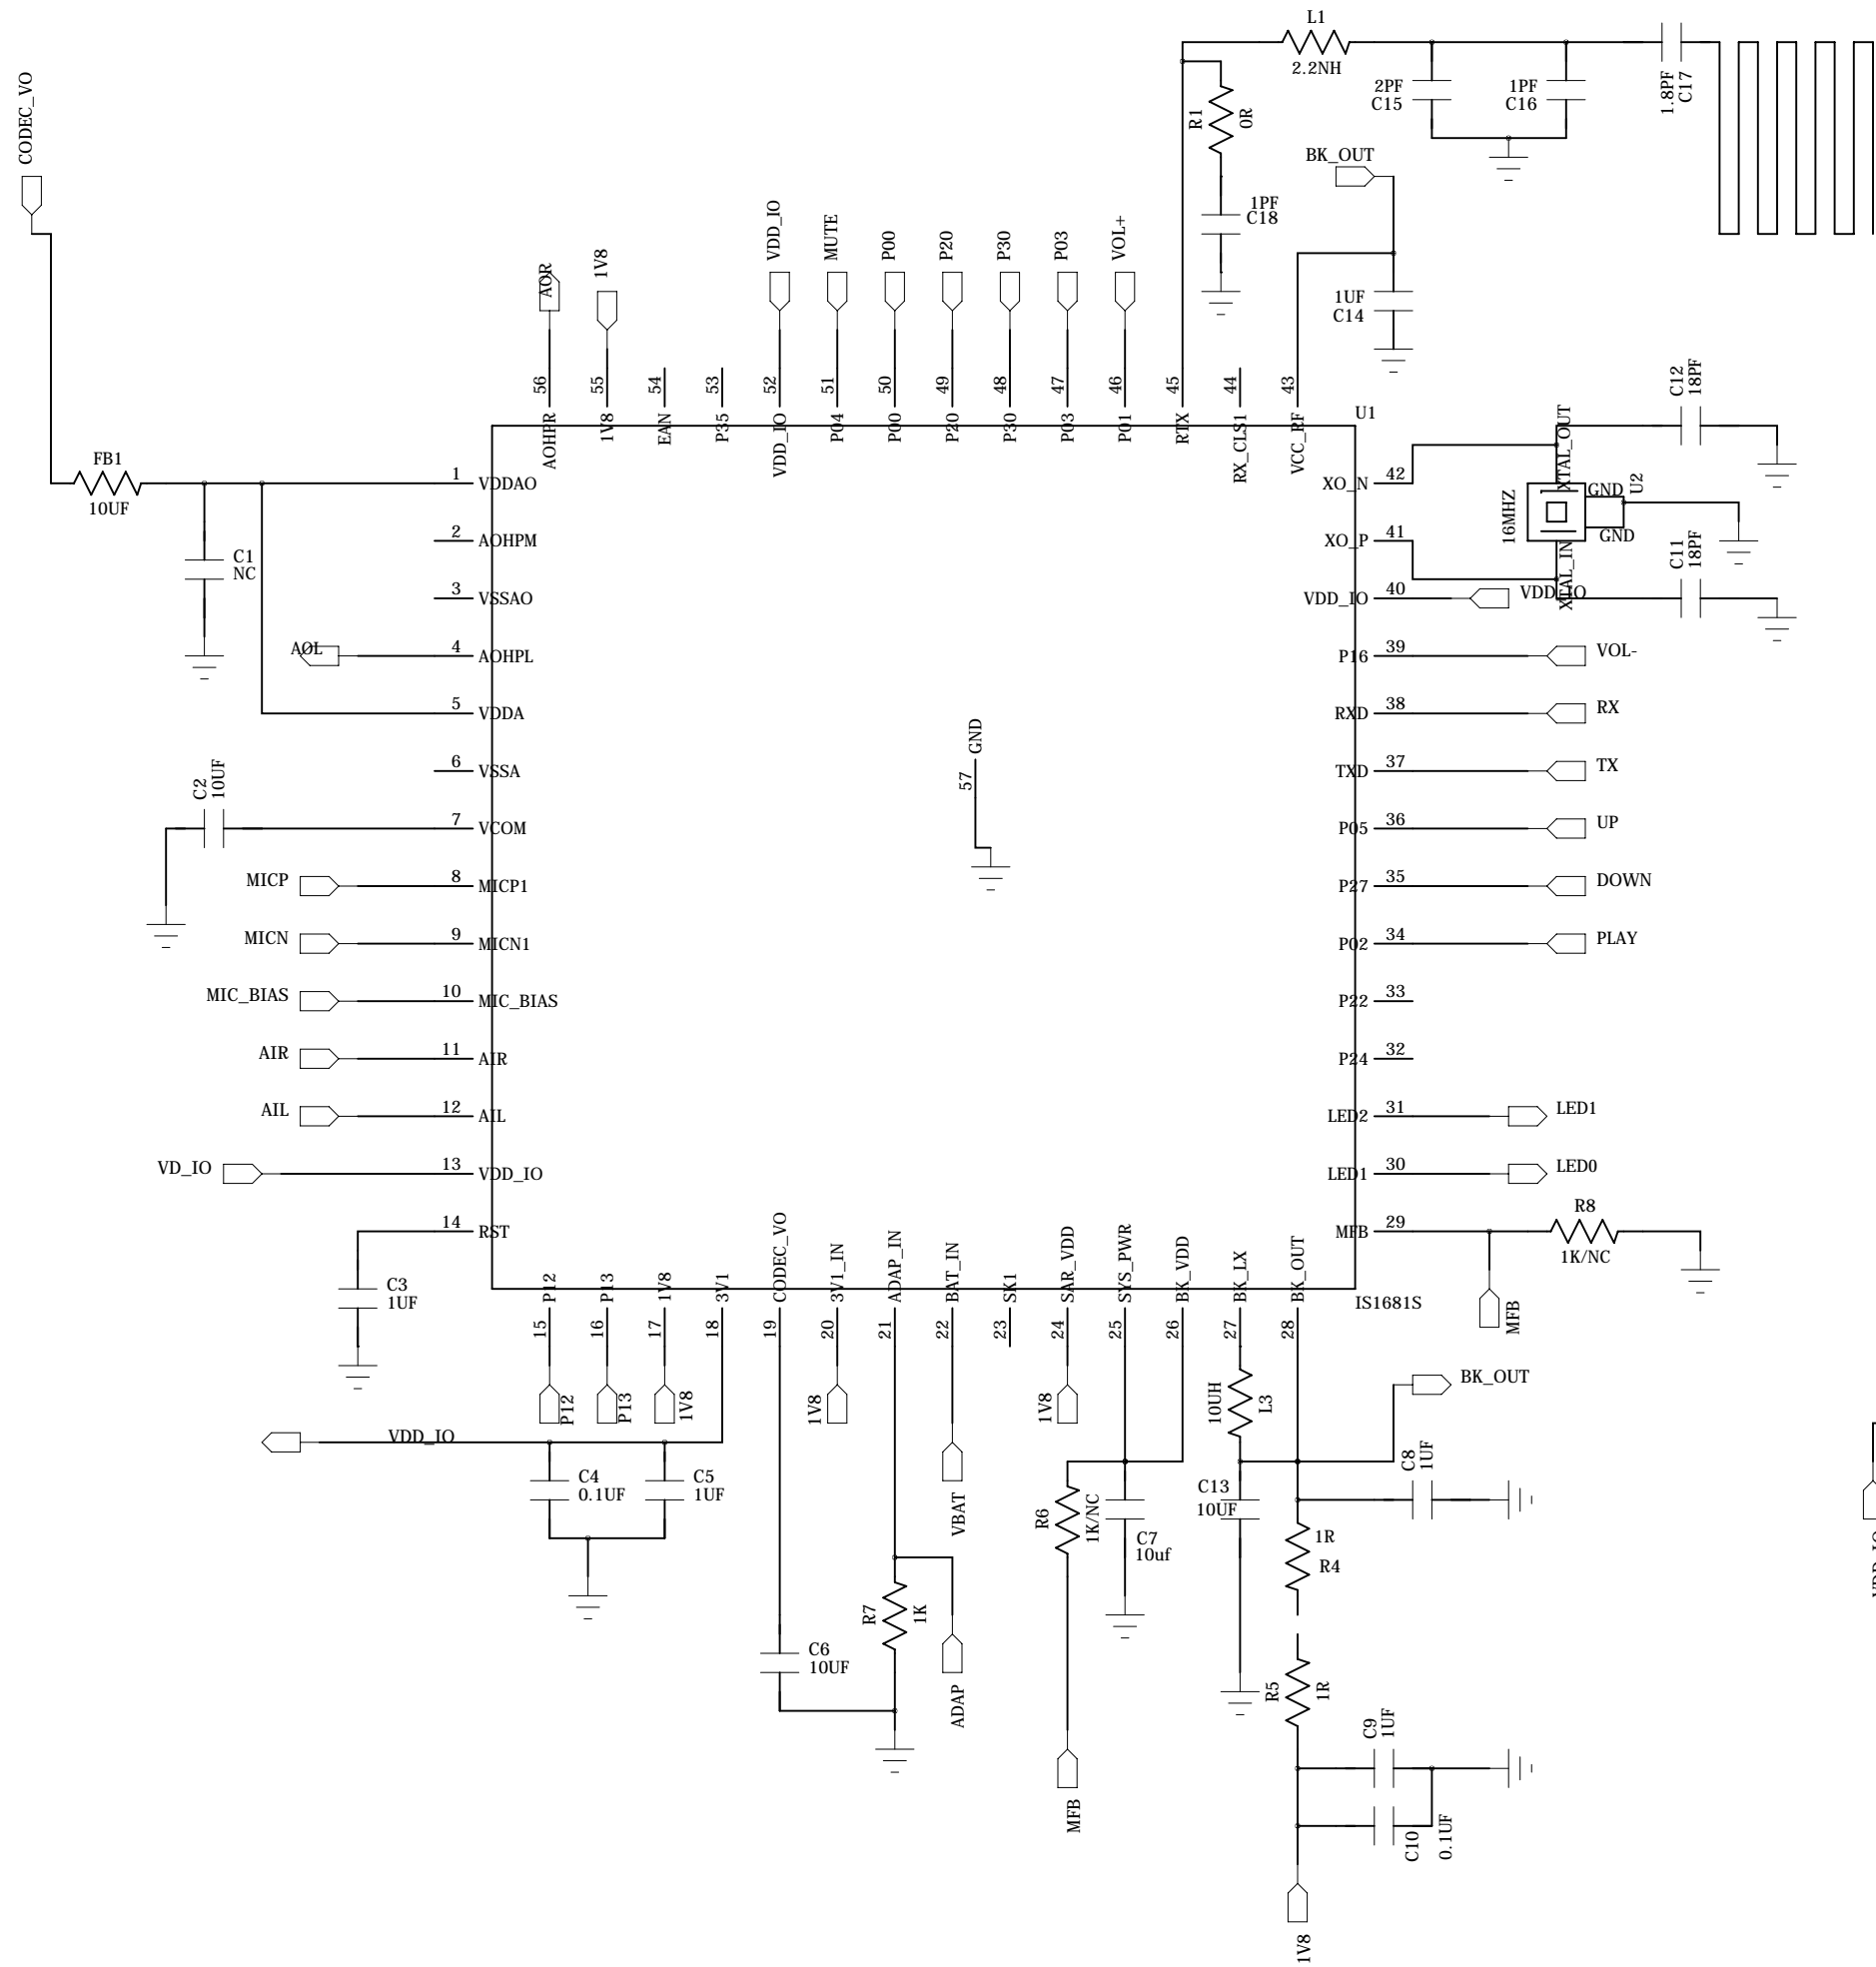 L1
2.2NH
CODEC_VO
2PF
C15
1PF
C16
1.8PF
C17
R1
0R
BK_OUT
1PF
C18
1UF
C14
AOR
1V8
VDD_IO
MUTE
P00
P20
P30
P03
VOL+
56
55
54
53
52
51
50
49
48
47
46
45
44
43
AOHPR
1V8
EAN
P35
VDD_IO
P04
P00
P20
P30
P03
P01
RTX
RX_CLS1
VCC_RF
U1
C12
18PF
FB1
10UF
1
VDDAO
XO_N
42
XTAL_OUT
GND
U2
16MHZ
GND
XTAL_IN
C11
18PF
2
AOHPM
XO_P
41
C1
NC
3
VSSAO
VDD_IO
40
VDD_IO
AOL
4
AOHPL
P16
39
VOL-
5
VDDA
RXD
38
RX
6
VSSA
TXD
37
TX
57
GND
C2
10UF
7
VCOM
P05
36
UP
MICP
8
MICP1
P27
35
DOWN
MICN
9
MICN1
P02
34
PLAY
MIC_BIAS
10
MIC_BIAS
P22
33
AIR
11
AIR
P24
32
AIL
12
AIL
LED2
31
LED1
VD_IO
13
VDD_IO
LED1
30
LED0
14
RST
MFB
29
R8
1K/NC
MFB
C3
1UF
P12
P13
1V8
3V1
CODEC_VO
3V1_IN
ADAP_IN
BAT_IN
SK1
SAR_VDD
SYS_PWR
BK_VDD
BK_LX
BK_OUT
IS1681S
15
16
17
18
19
20
21
22
23
24
25
26
27
28
P12
P13
1V8
1V8
1V8
10UH
L3
BK_OUT
VDD_IO
C4
0.1UF
C5
1UF
VBAT
R6
1K/NC
C7
10uf
C13
10UF
C8
1UF
1R
R4
R7
1K
C6
10UF
ADAP
R5
1R
MFB
C9
1UF
C10
0.1UF
1V8